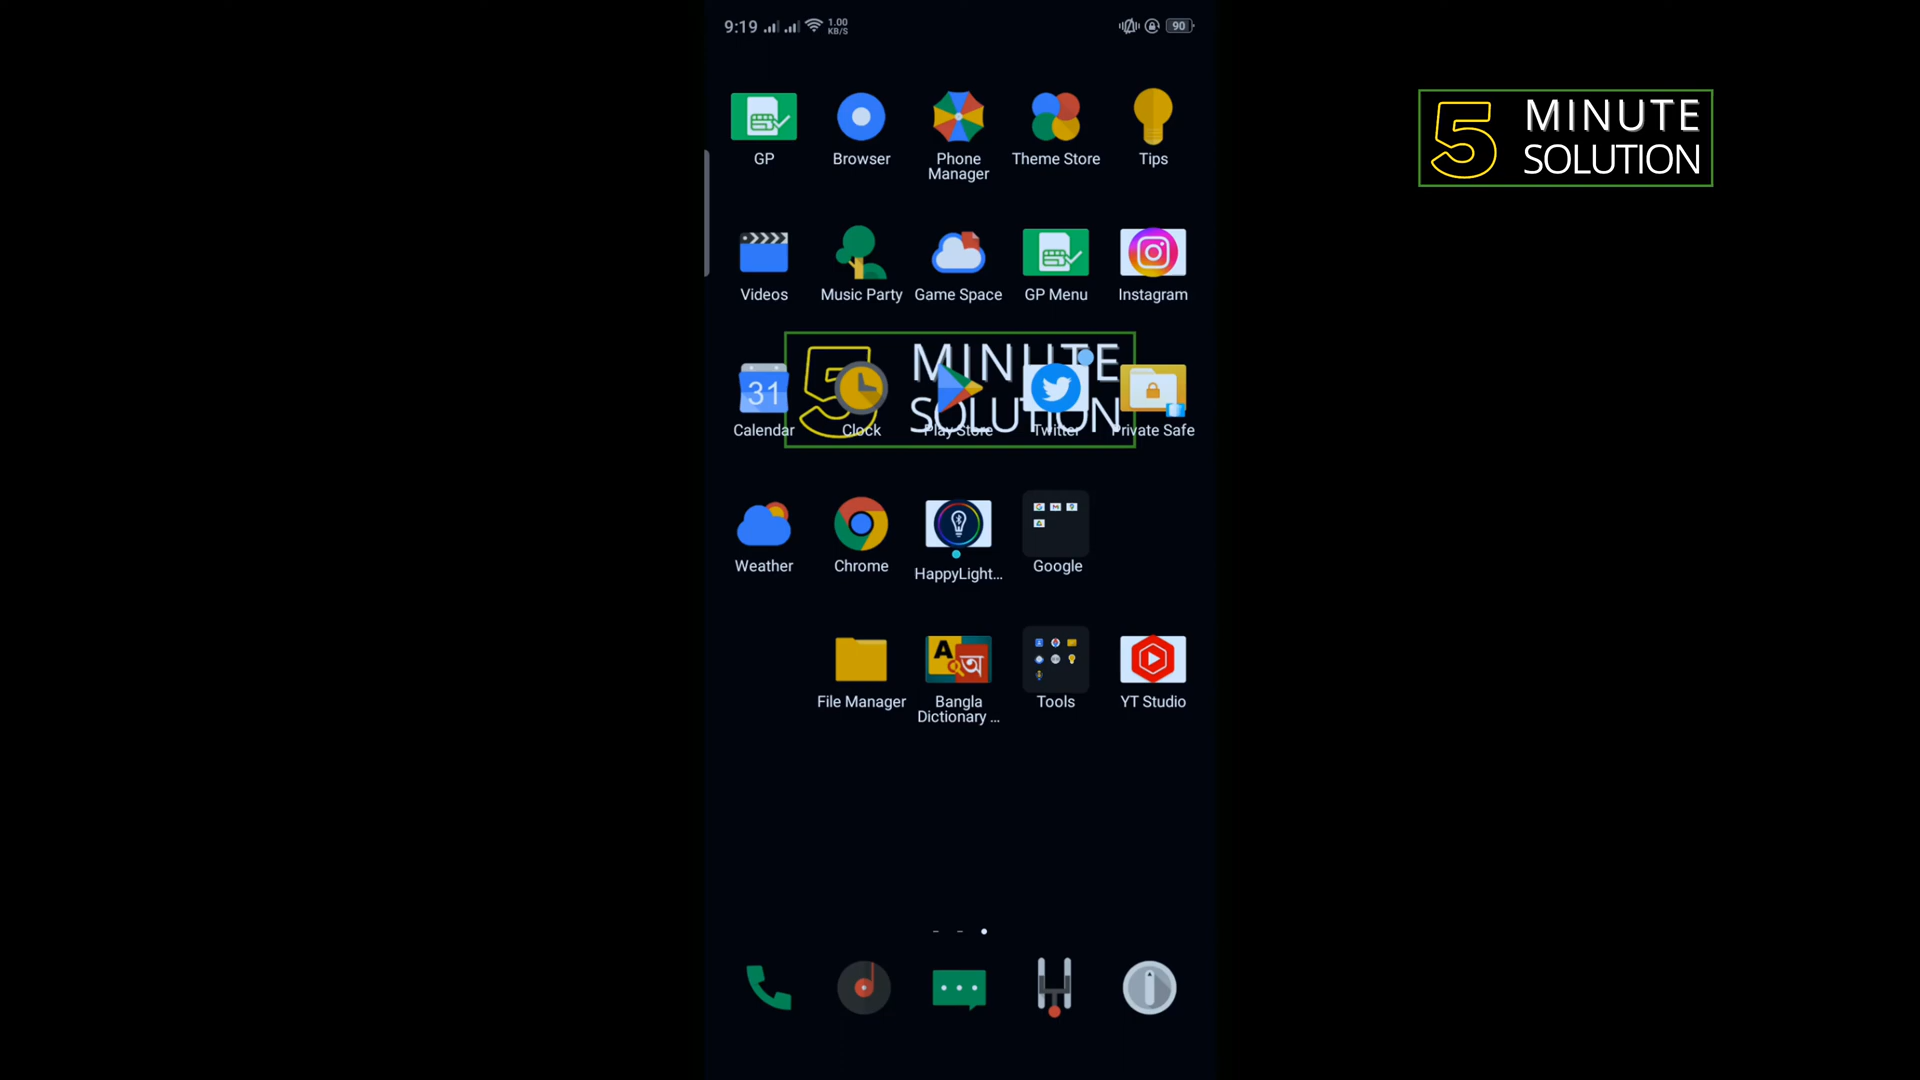 9:19 1.00 KB/S 90
5 MINUTE
SOLUTION
GP Browser Phone Manager Theme Store Tips
Videos Music Party Game Space GP Menu Instagram
5 MINUTE
SOLUTION
31
Calendar Clock Play Store Twitter Private Safe
Weather Chrome HappyLight... Google
A অ
File Manager Bangla Dictionary ... Tools YT Studio